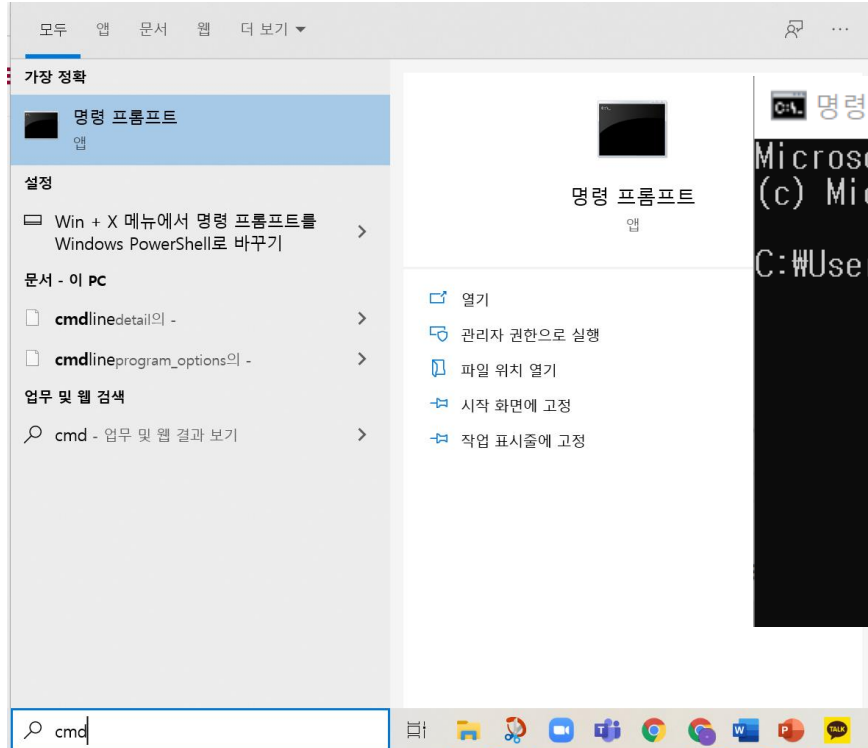 모두 앱 문서 웹 더 보기
가장 정확
명령 프롬프트
앱
설정
Win + X 메뉴에서 명령 프롬프트를
Windows PowerShell로 바꾸기
문서 - 이 PC
cmdlinedetail의 -
cmdlineprogram_options의 -
업무 및 웹 검색
cmd - 업무 및 웹 결과 보기
cmd
명령 프롬프트
앱
열기
관리자 권한으로 실행
파일 위치 열기
시작 화면에 고정
작업 표시줄에 고정
C:\_ 명령
Micros
(c) Mi
C:₩User
W
P
TALK